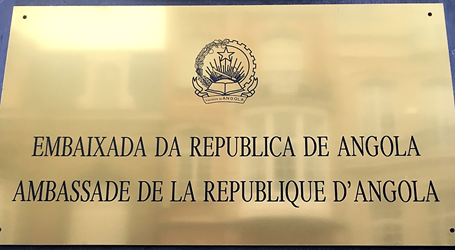 EMBAIXADA DA REPUBLICA DE ANGOLA
AMBASSADE DE LA REPUBLIQUE D'ANGOLA